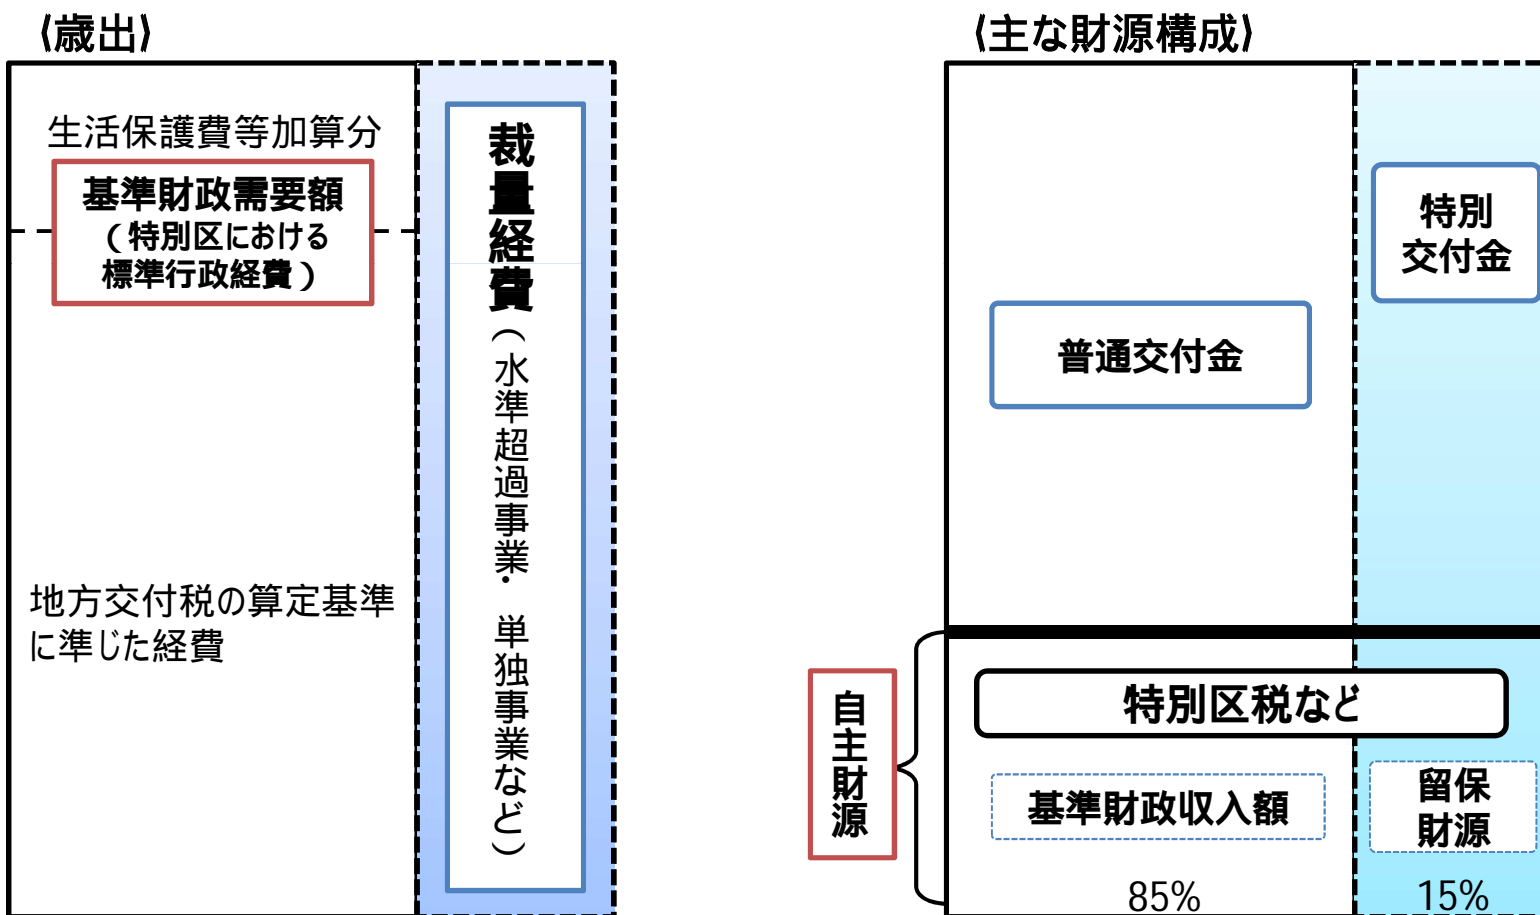 ⟨歳出⟩
生活保護費等加算分
基準財政需要額
（特別区における
標準行政経費）
地方交付税の算定基準
に準じた経費
裁量経費（水準超過事業・単独事業など）
⟨主な財源構成⟩
普通交付金
特別
交付金
自主財源
特別区税など
基準財政収入額
留保
財源
85%
15%